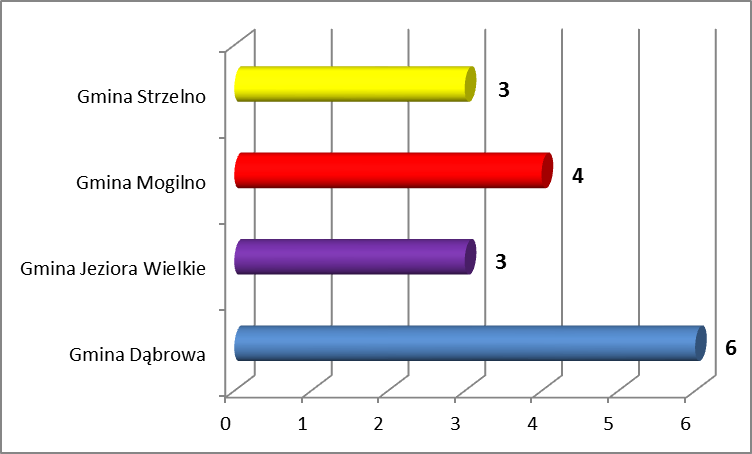 Gmina Strzelno 3
Gmina Mogilno 4
Gmina Jeziora Wielkie 3
Gmina Dąbrowa 6
0 1 2 3 4 5 6